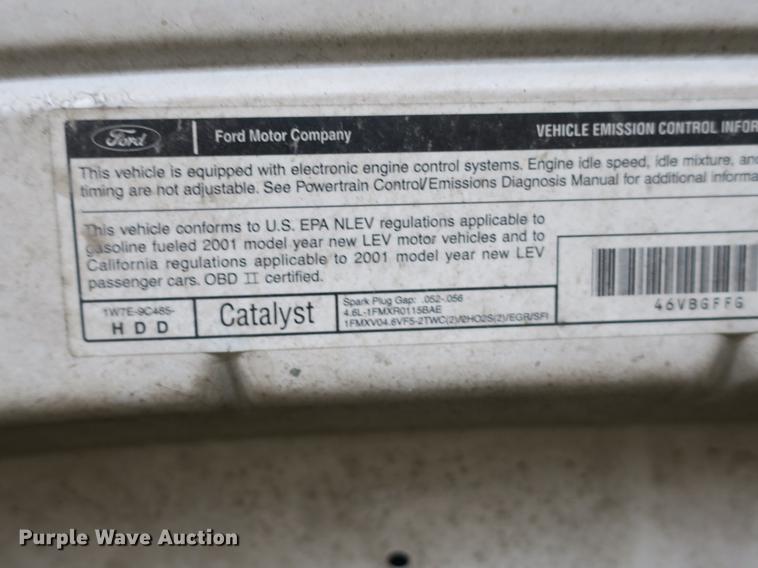 Ford
Ford Motor Company
VEHICLE EMISSION CONTROL INFOR
This vehicle is equipped with electronic engine control systems. Engine idle speed, idle mixture, an
timing are not adjustable. See Powertrain Control/Emissions Diagnosis Manual for additional informa
This vehicle conforms to U.S. EPA NLEV regulations applicable to
gasoline fueled 2001 model year new LEV motor vehicles and to
California regulations applicable to 2001 model year new LEV
passenger cars. OBD II certified.
1W7E-9C485-
HDD
Catalyst
Spark Plug Gap: .052-.056
4.6L-1FMXR0115BAE
1FMXV04.6VF5-2TWC(2)/2HO2S(2)/EGR/SFI
46VBGFFG
Purple Wave Auction